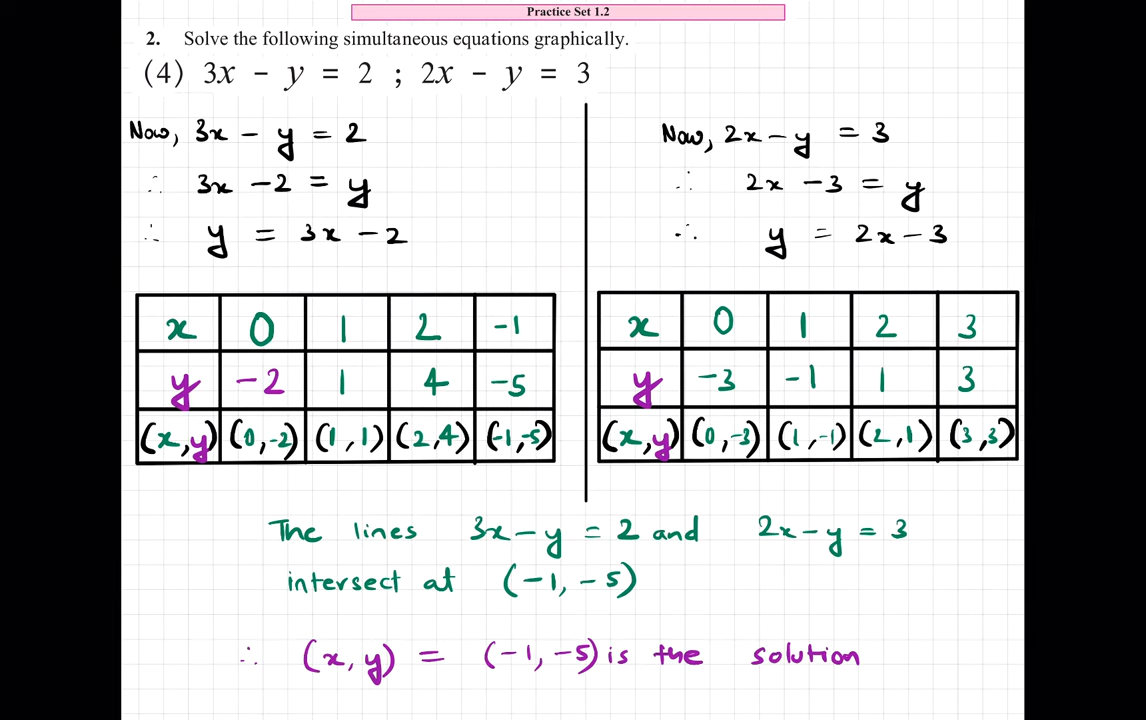 Practice Set 1.2
2. Solve the following simultaneous equations graphically.
(4) 3x - y = 2 ; 2x - y = 3
Now, 3x - y = 2
∴ 3x - 2 = y
∴ y = 3x - 2
x 0 1 2 -1
y -2 1 4 -5
(x,y) (0,-2) (1,1) (2,4) (-1,-5)
Now, 2x - y = 3
∴ 2x - 3 = y
∴ y = 2x - 3
x 0 1 2 3
y -3 -1 1 3
(x,y) (0,-3) (1,-1) (2,1) (3,3)
The lines 3x - y = 2 and 2x - y = 3
intersect at (-1, -5)
∴ (x, y) = (-1, -5) is the solution